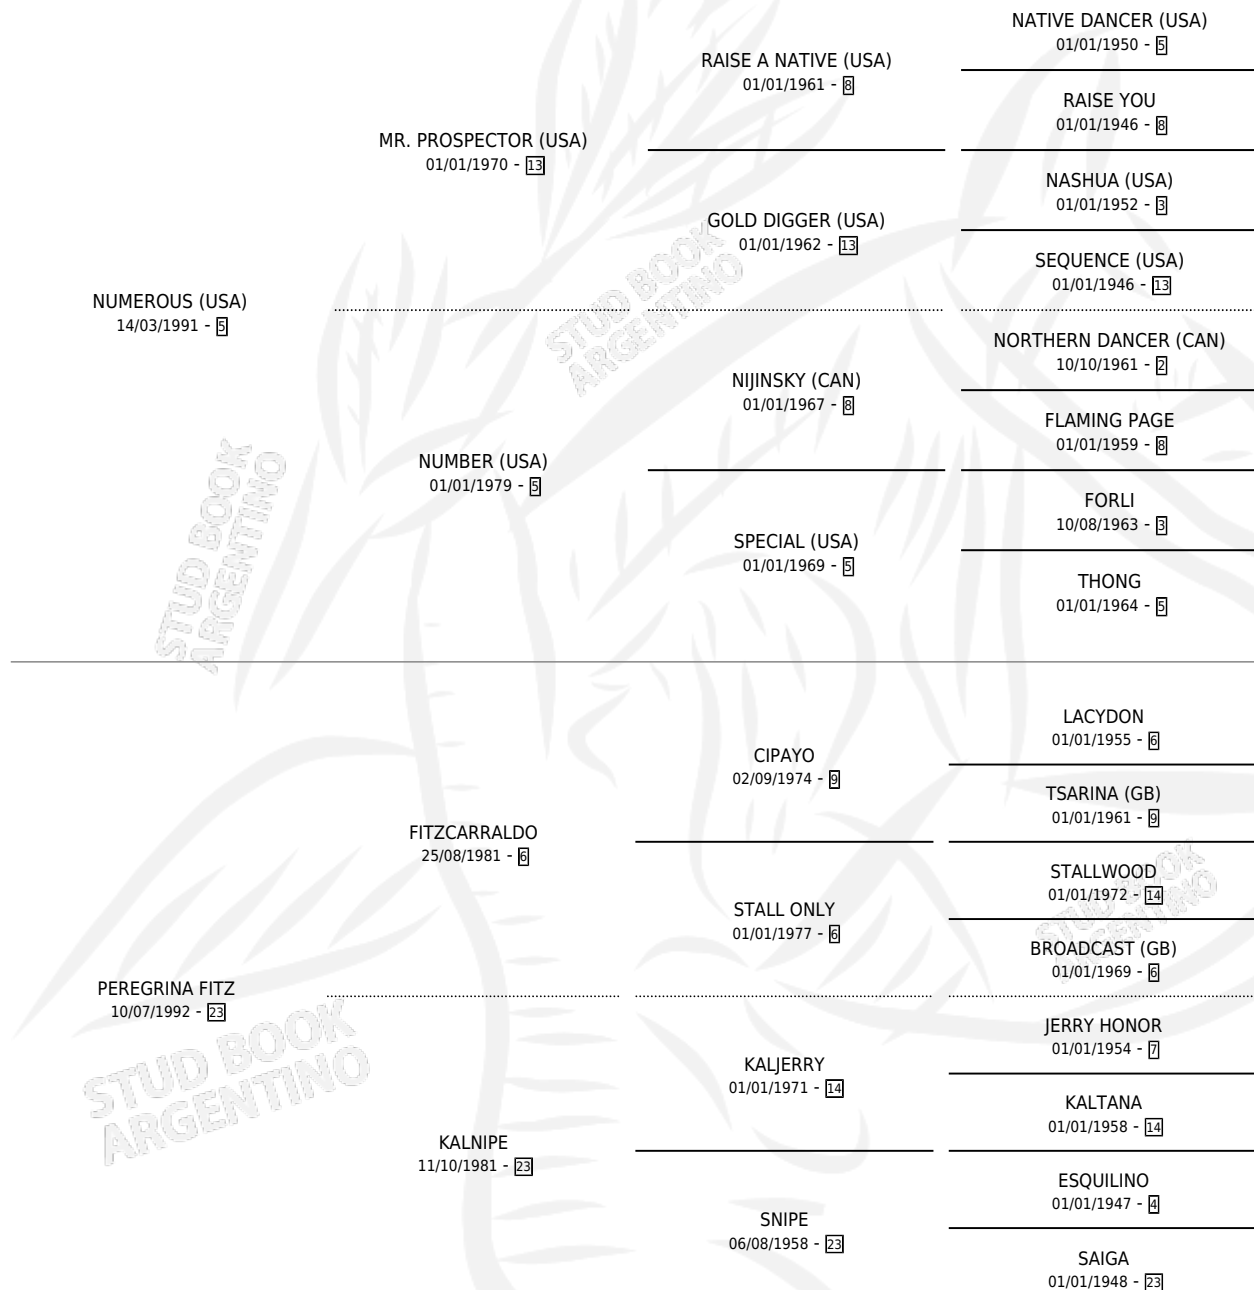 NATIVE DANCER (USA)
01/01/1950 - 5
RAISE A NATIVE (USA)
01/01/1961 - 8
RAISE YOU
01/01/1946 - 8
MR. PROSPECTOR (USA)
01/01/1970 - 13
NASHUA (USA)
01/01/1952 - 3
GOLD DIGGER (USA)
01/01/1962 - 13
SEQUENCE (USA)
01/01/1946 - 13
NUMEROUS (USA)
14/03/1991 - 5
NORTHERN DANCER (CAN)
10/10/1961 - 2
NIJINSKY (CAN)
01/01/1967 - 8
FLAMING PAGE
01/01/1959 - 8
NUMBER (USA)
01/01/1979 - 5
FORLI
10/08/1963 - 3
SPECIAL (USA)
01/01/1969 - 5
THONG
01/01/1964 - 5
LACYDON
01/01/1955 - 6
CIPAYO
02/09/1974 - 9
TSARINA (GB)
01/01/1961 - 9
FITZCARRALDO
25/08/1981 - 6
STALLWOOD
01/01/1972 - 14
STALL ONLY
01/01/1977 - 6
BROADCAST (GB)
01/01/1969 - 6
PEREGRINA FITZ
10/07/1992 - 23
JERRY HONOR
01/01/1954 - 7
KALJERRY
01/01/1971 - 14
KALTANA
01/01/1958 - 14
KALNIPE
11/10/1981 - 23
ESQUILINO
01/01/1947 - 4
SNIPE
06/08/1958 - 23
SAIGA
01/01/1948 - 23
STUD BOOK
ARGENTINO
STUD BOOK
ARGENTINO
STUD BOOK
ARGENTINO
STUD BOOK
ARGENTINO